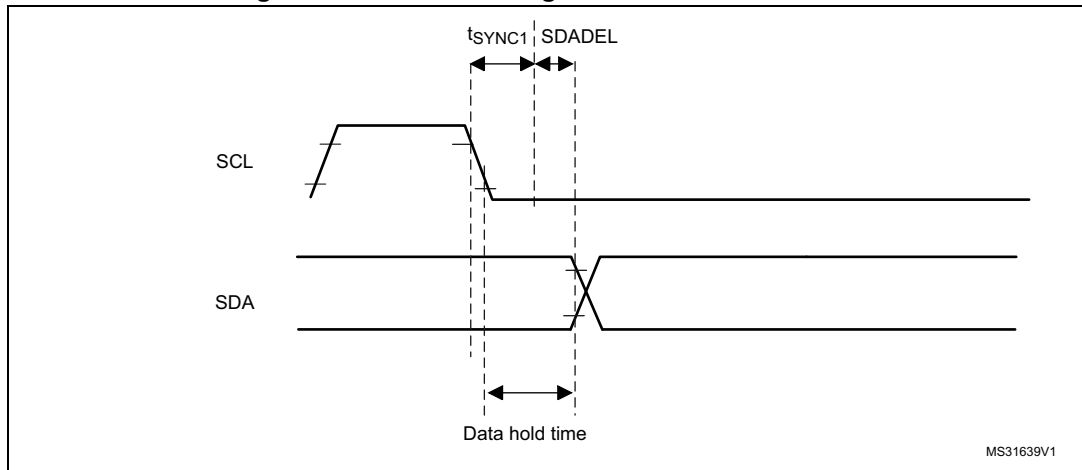 tSYNC1 SDADEL
SCL
SDA
Data hold time
MS31639V1